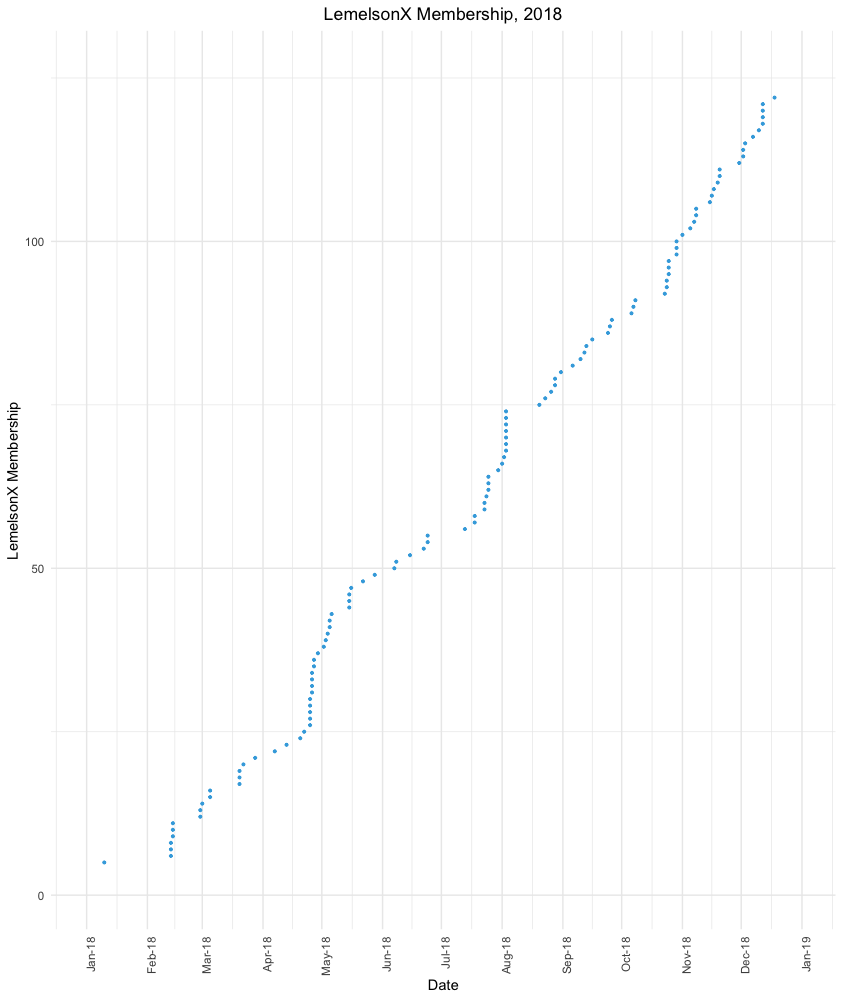 LemelsonX Membership, 2018
LemelsonX Membership
100
50
0
Jan-18
Feb-18
Mar-18
Apr-18
May-18
Jun-18
Jul-18
Aug-18
Sep-18
Oct-18
Nov-18
Dec-18
Jan-19
Date